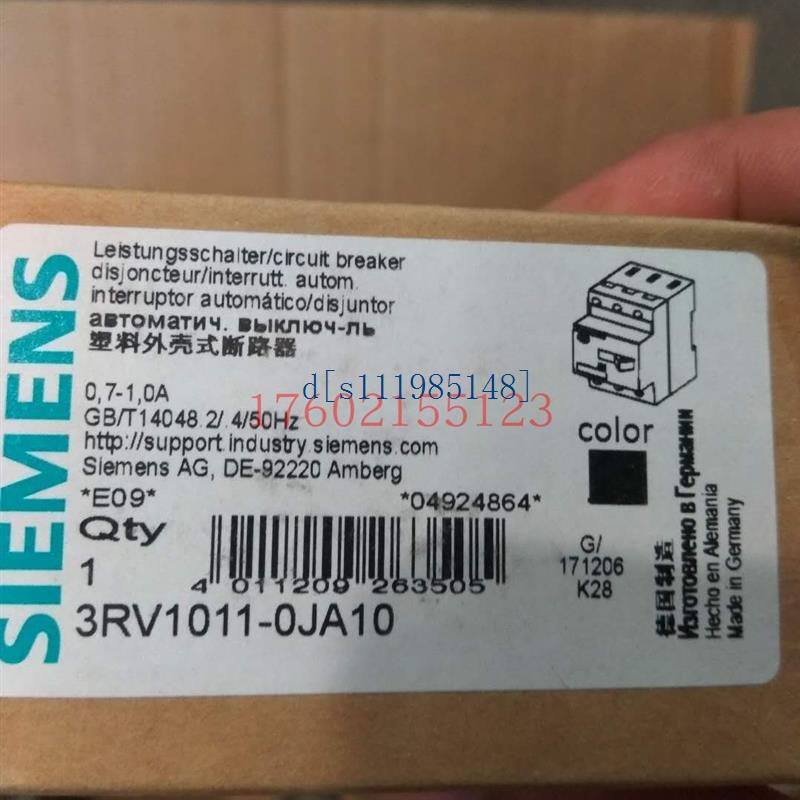 SIEMENS
Leistungsschalter/circuit breaker
disjoncteur/interrutt. autom.
interruptor automático/disjuntor
автоматич. выключ-ль
塑料外壳式断路器
0,7-1,0A
d[s111985148]
17602155123
GB/T14048.2/.4/50Hz
http://support.industry.siemens.com
Siemens AG, DE-92220 Amberg
*E09*
*04924864*
Qty
1
4 011209 263505
3RV1011-0JA10
color
G/
171206
K28
德国制造
Изготовлено в Германии
Hecho en Alemania
Made in Germany